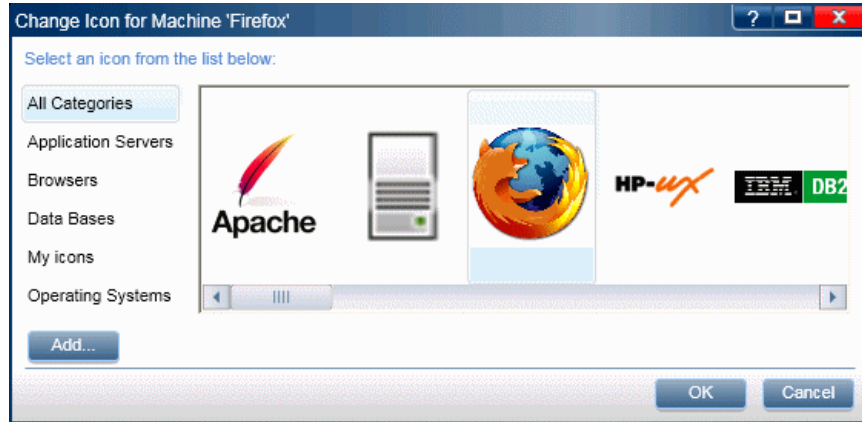 Change Icon for Machine 'Firefox'
?
X
Select an icon from the list below:
All Categories
Application Servers
Browsers
Data Bases
My icons
Operating Systems
Apache
HP-ux
IBM. DB2
Add...
OK
Cancel